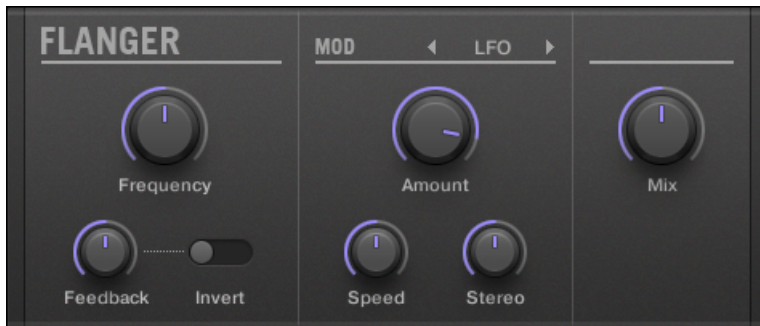 FLANGER
MOD
LFO
Frequency
Amount
Mix
Feedback
Invert
Speed
Stereo